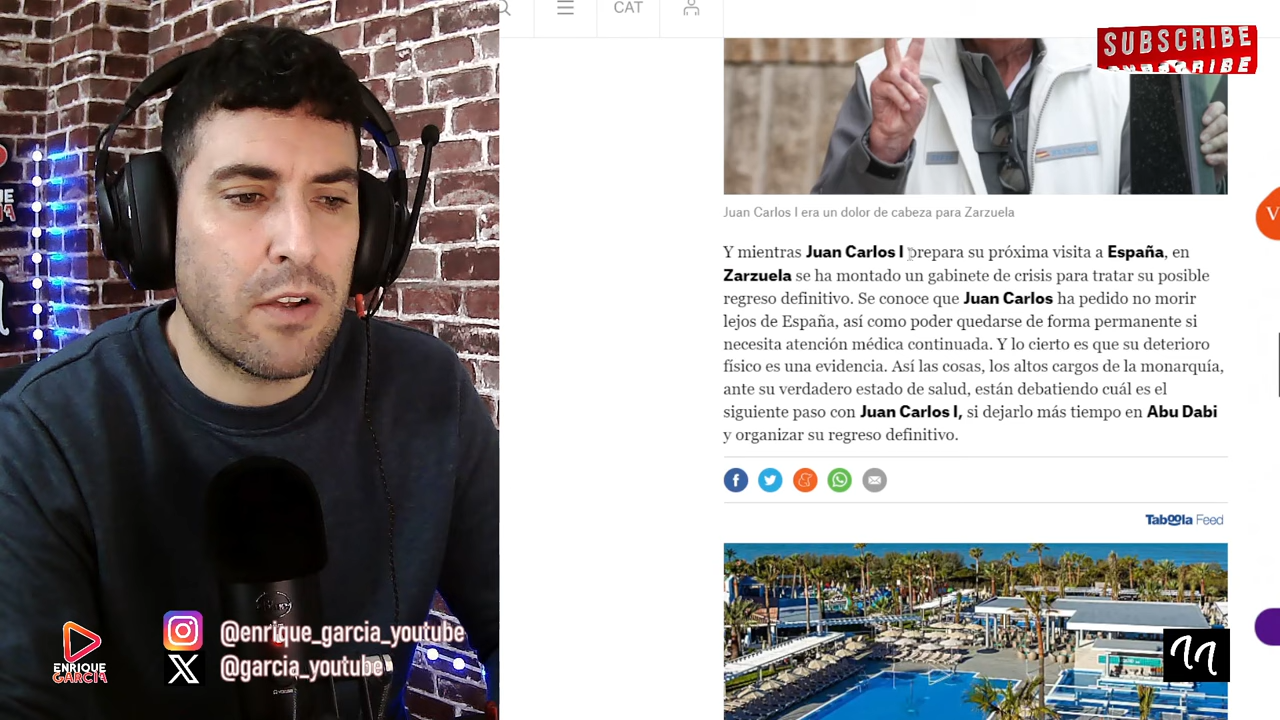 CAT
SUBSCRIBE
Juan Carlos I era un dolor de cabeza para Zarzuela
Y mientras Juan Carlos I prepara su próxima visita a España, en
Zarzuela se ha montado un gabinete de crisis para tratar su posible
regreso definitivo. Se conoce que Juan Carlos ha pedido no morir
lejos de España, así como poder quedarse de forma permanente si
necesita atención médica continuada. Y lo cierto es que su deterioro
físico es una evidencia. Así las cosas, los altos cargos de la monarquía,
ante su verdadero estado de salud, están debatiendo cuál es el
siguiente paso con Juan Carlos I, si dejarlo más tiempo en Abu Dabi
y organizar su regreso definitivo.
Taboola Feed
@enrique_garcia_youtube
@garcia_youtube
ENRIQUE
GARCIA